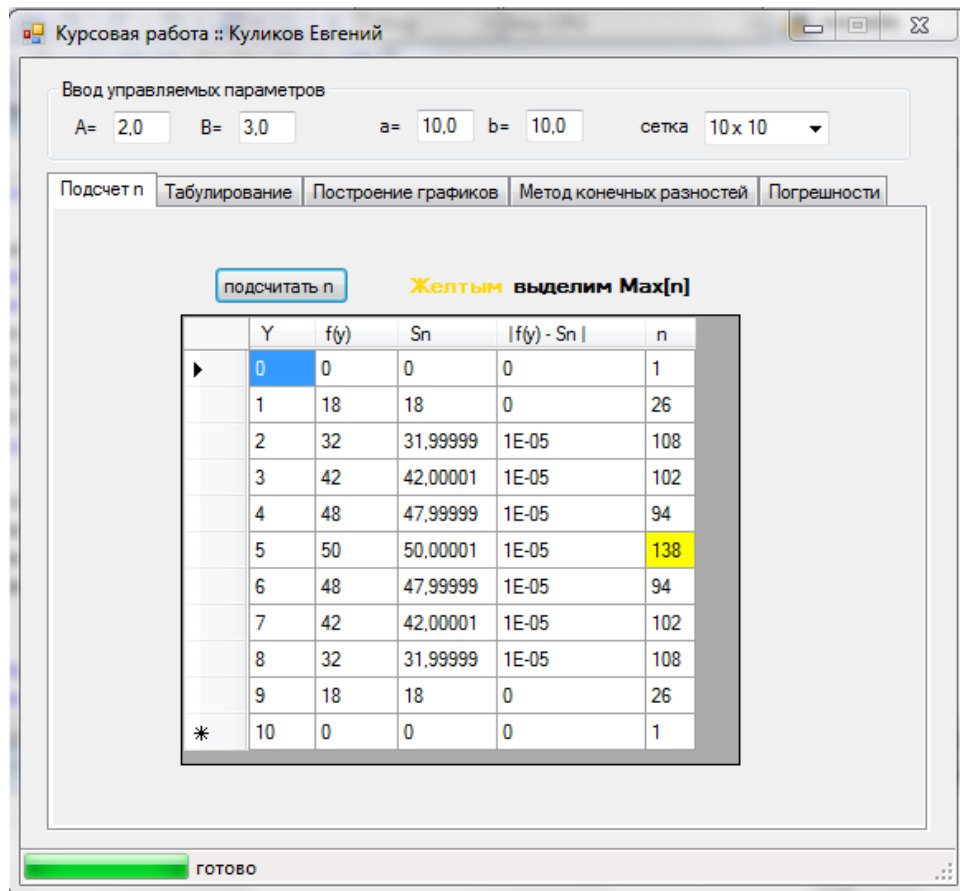 Курсовая работа :: Куликов Евгений
Ввод управляемых параметров
A= 2,0 B= 3,0 a= 10,0 b= 10,0 сетка 10 x 10
Подсчет n Табулирование Построение графиков Метод конечных разностей Погрешности
подсчитать n Желтым выделим Max[n]
Y f(y) Sn |f(y) - Sn | n
0 0 0 0 1
1 18 18 0 26
2 32 31,99999 1E-05 108
3 42 42,00001 1E-05 102
4 48 47,99999 1E-05 94
5 50 50,00001 1E-05 138
6 48 47,99999 1E-05 94
7 42 42,00001 1E-05 102
8 32 31,99999 1E-05 108
9 18 18 0 26
10 0 0 0 1
готово